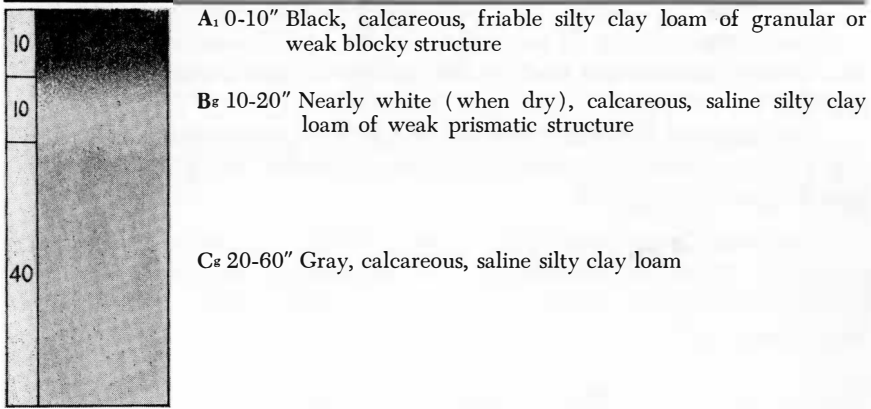 10
10
40
A₁ 0-10″ Black, calcareous, friable silty clay loam of granular or
weak blocky structure
Bg 10-20″ Nearly white (when dry), calcareous, saline silty clay
loam of weak prismatic structure
Cg 20-60″ Gray, calcareous, saline silty clay loam